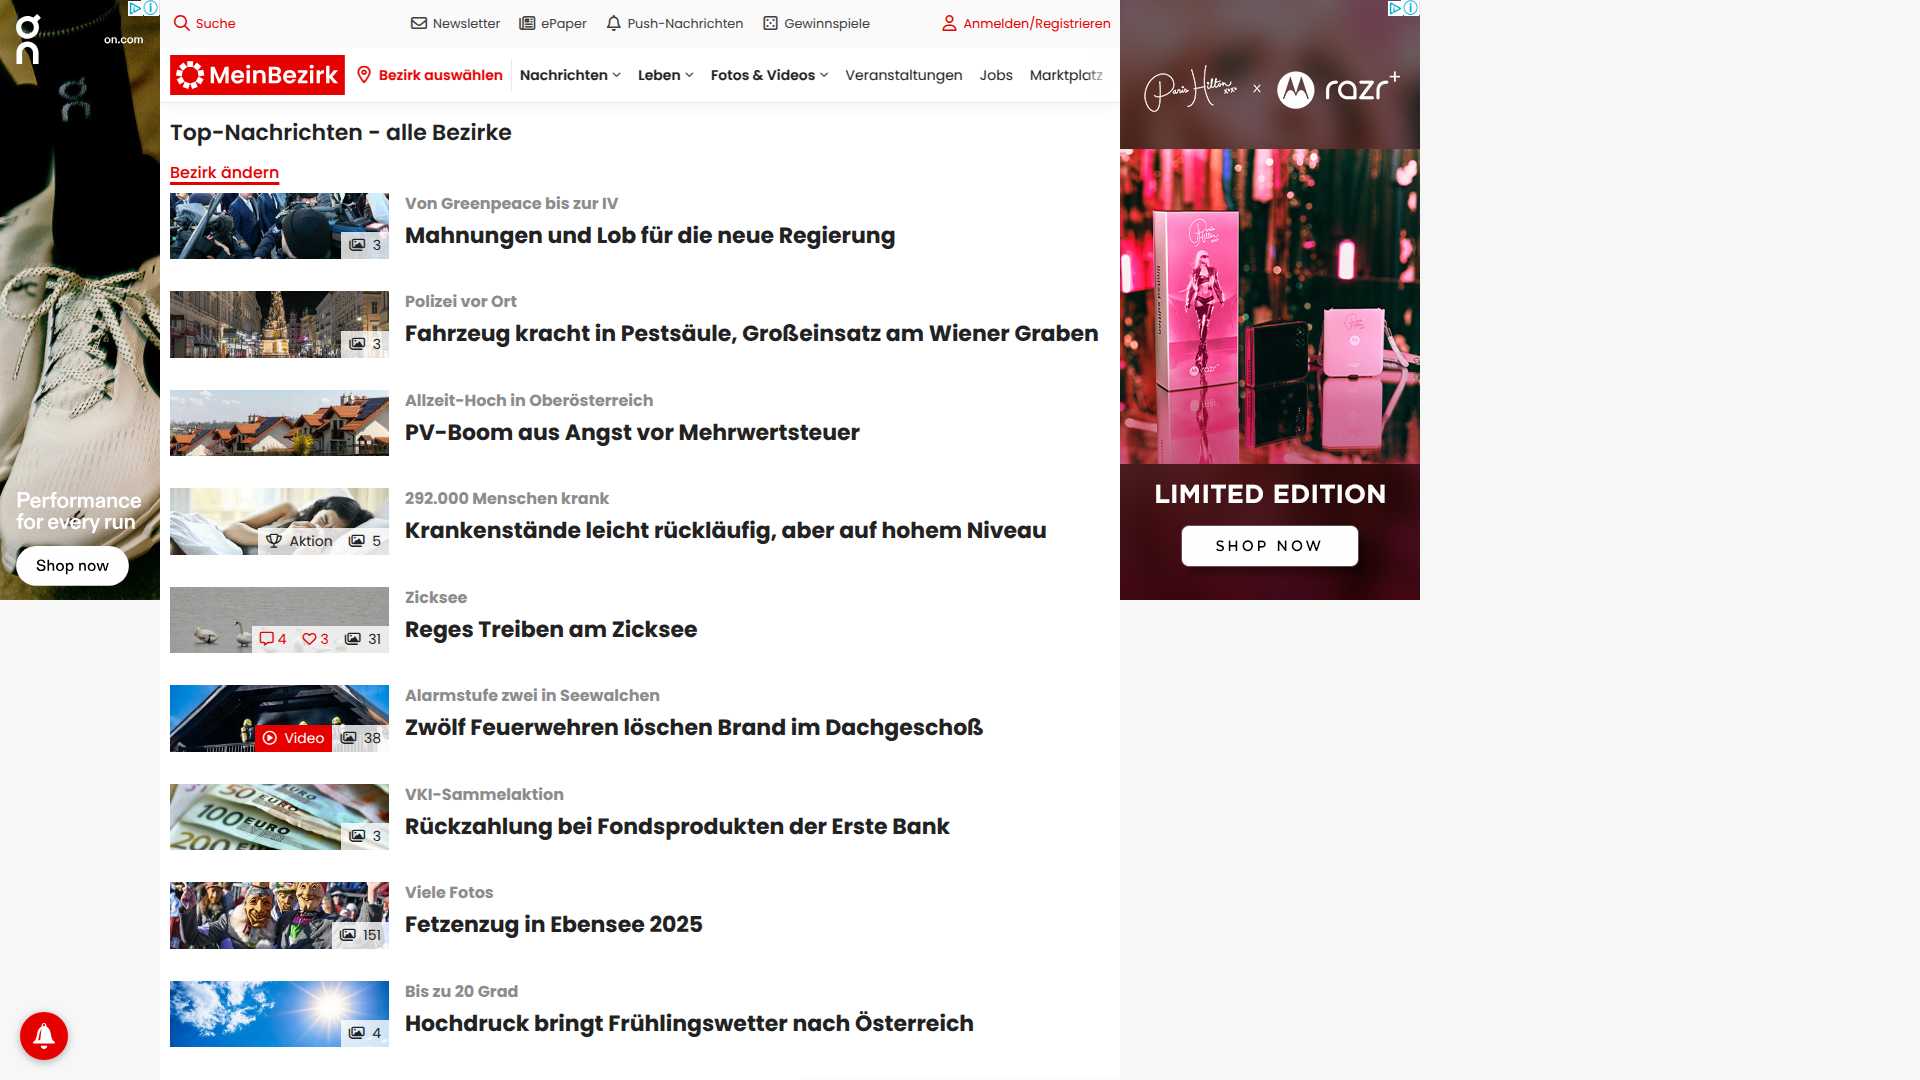 on.com
Performance
for every run
Shop now
Suche
Newsletter
ePaper
Push-Nachrichten
Gewinnspiele
Anmelden/Registrieren
MeinBezirk
Bezirk auswählen
Nachrichten
Leben
Fotos & Videos
Veranstaltungen
Jobs
Marktplatz
Top-Nachrichten - alle Bezirke
Bezirk ändern
3
Von Greenpeace bis zur IV
Mahnungen und Lob für die neue Regierung
3
Polizei vor Ort
Fahrzeug kracht in Pestsäule, Großeinsatz am Wiener Graben
Allzeit-Hoch in Oberösterreich
PV-Boom aus Angst vor Mehrwertsteuer
Aktion 5
292.000 Menschen krank
Krankenstände leicht rückläufig, aber auf hohem Niveau
4 3 31
Zicksee
Reges Treiben am Zicksee
Video 38
Alarmstufe zwei in Seewalchen
Zwölf Feuerwehren löschen Brand im Dachgeschoß
50 EURO
100 EURO
200
3
VKI-Sammelaktion
Rückzahlung bei Fondsprodukten der Erste Bank
151
Viele Fotos
Fetzenzug in Ebensee 2025
4
Bis zu 20 Grad
Hochdruck bringt Frühlingswetter nach Österreich
Paris Hilton x razr+
LIMITED EDITION
SHOP NOW